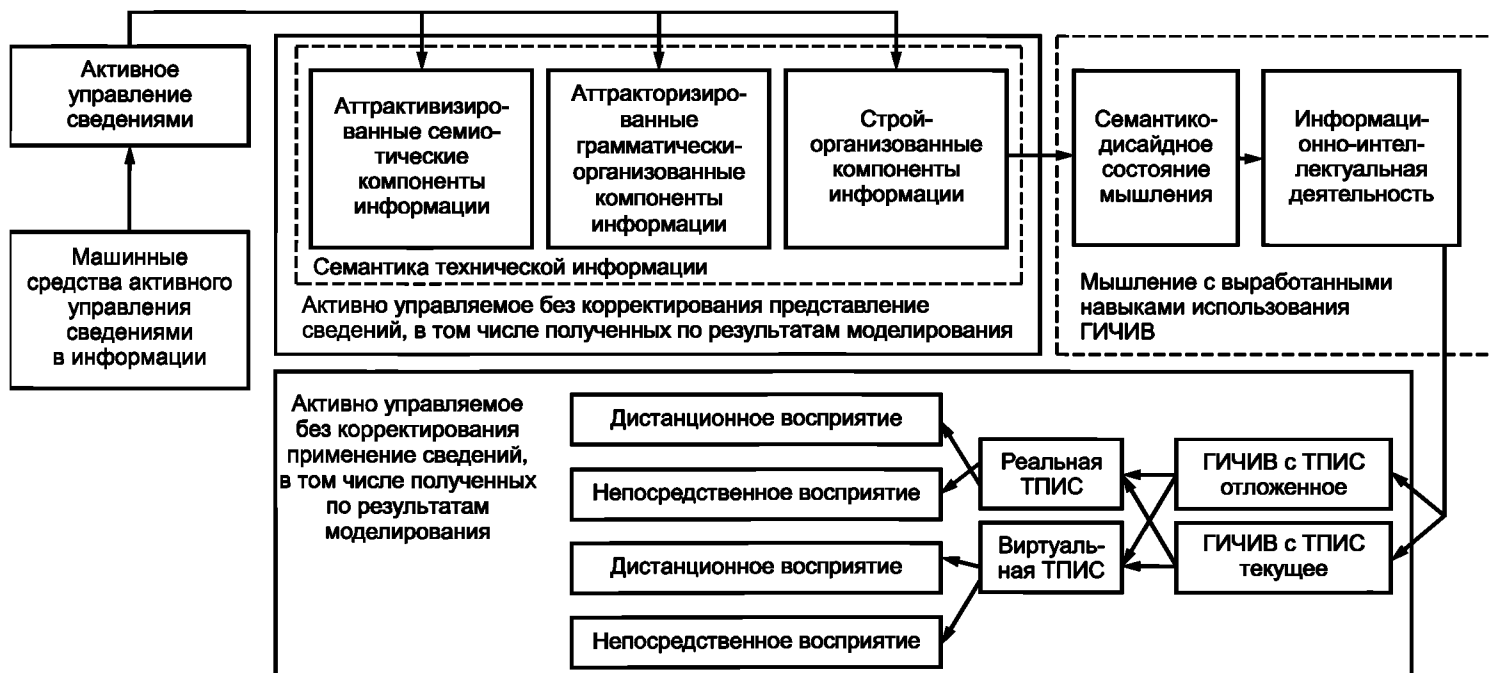 Активное
управление
сведениями
Машинные
средства активного
управления
сведениями
в информации
Аттрактивизиро-
ванные семио-
тические
компоненты
информации
Аттракторизиро-
ванные
грамматически-
организованные
компоненты
информации
Строй-
организованные
компоненты
информации
Семантика технической информации
Активно управляемое без корректирования представление
сведений, в том числе полученных по результатам моделирования
Семантико-
дисайдное
состояние
мышления
Информаци-
онно-интел-
лектуальная
деятельность
Мышление с выработанными
навыками использования
ГИЧИВ
Активно управляемое
без корректирования
применение сведений,
в том числе полученных
по результатам
моделирования
Дистанционное восприятие
Непосредственное восприятие
Дистанционное восприятие
Непосредственное восприятие
Реальная
ТПИС
Виртуаль-
ная ТПИС
ГИЧИВ с ТПИС
отложенное
ГИЧИВ с ТПИС
текущее